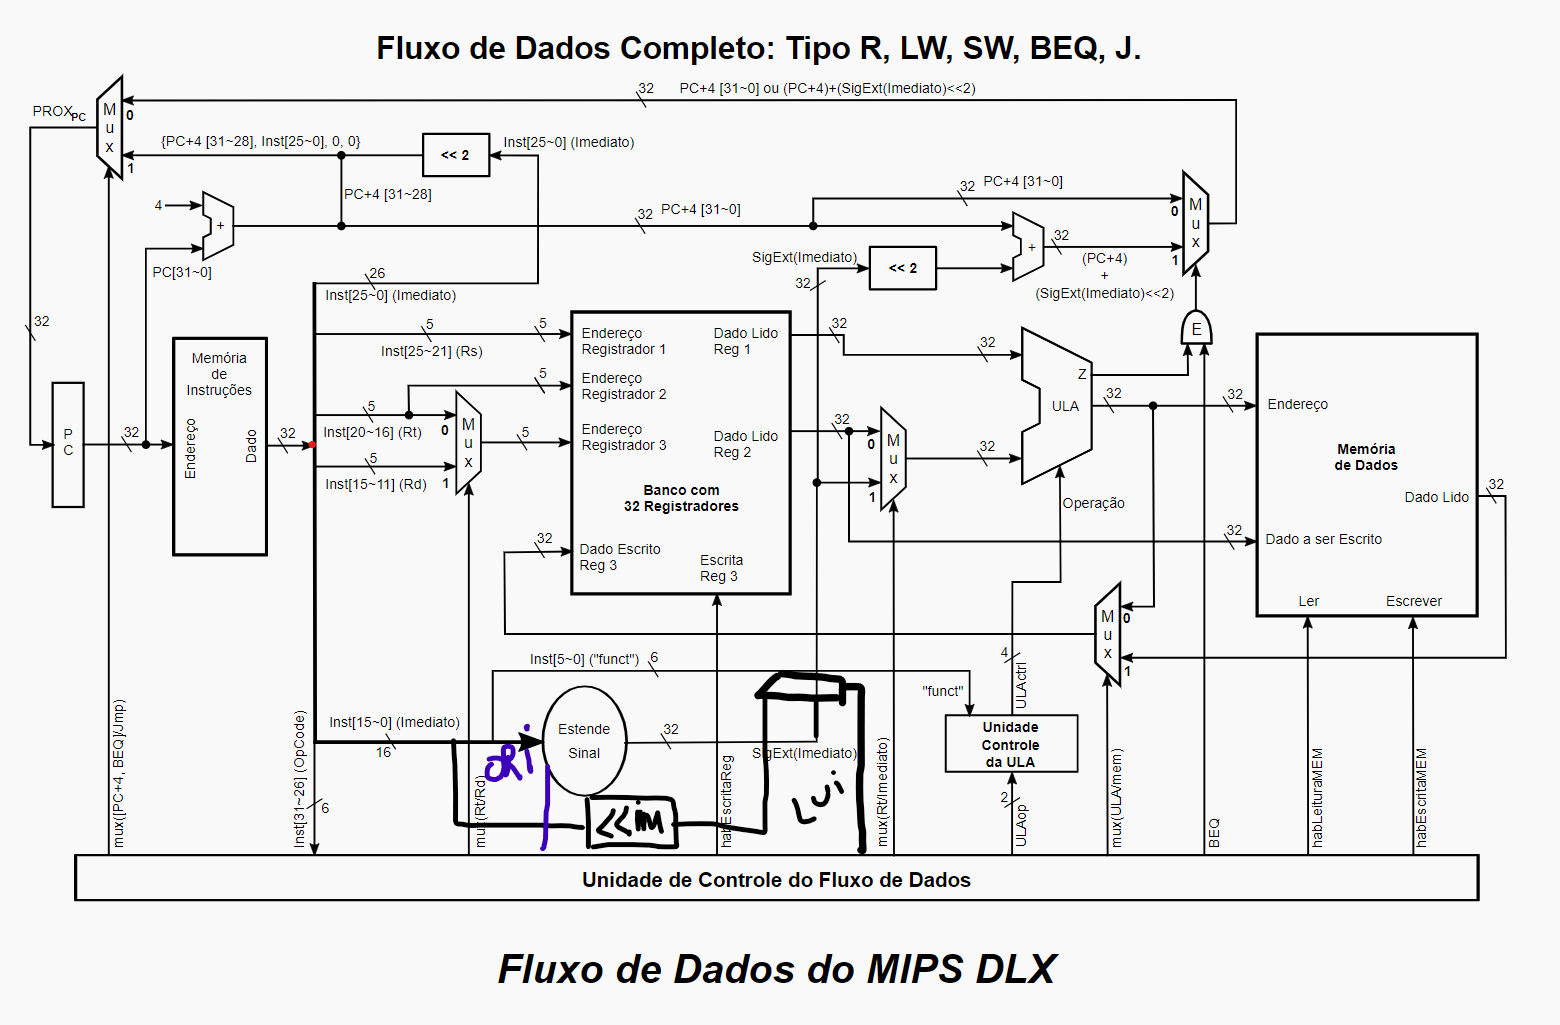 Fluxo de Dados Completo: Tipo R, LW, SW, BEQ, J.
32
PC+4 [31~0] ou (PC+4)+(SigExt(Imediato)<<2)
PROXPC
Mux
0
1
{PC+4 [31~28], Inst[25~0], 0, 0}
<< 2
Inst[25~0] (Imediato)
PC+4 [31~28]
4
+
PC[31~0]
32
PC+4 [31~0]
32
PC+4 [31~0]
0
Mux
1
SigExt(Imediato)
32
<< 2
+
32
(PC+4)
+
(SigExt(Imediato)<<2)
26
Inst[25~0] (Imediato)
32
5
5
Inst[25~21] (Rs)
5
5
Inst[20~16] (Rt)
0
Mux
1
5
5
Inst[15~11] (Rd)
PC
32
Memória
de
Instruções
Endereço
Dado
32
Endereço
Registrador 1
Endereço
Registrador 2
Endereço
Registrador 3
Dado Lido
Reg 1
Dado Lido
Reg 2
Banco com
32 Registradores
Dado Escrito
Reg 3
Escrita
Reg 3
32
32
32
0
Mux
1
32
32
Z
ULA
Operação
32
E
32
32
Endereço
Memória
de Dados
Dado Lido
Dado a ser Escrito
Ler
Escrever
32
Mux
0
1
Inst[5~0] ("funct")
6
"funct"
4
ULACtrl
Unidade
Controle
da ULA
2
ULAop
Inst[15~0] (Imediato)
16
Estende
Sinal
32
SigExt(Imediato)
ORi
<<im
Lui
mux([PC+4, BEQ]/Jmp)
Inst[31~26] (OpCode)
6
mux(Rt/Rd)
habEscritaReg
mux(Rt/Imediato)
mux(ULA/mem)
BEQ
habLeituraMEM
habEscritaMEM
Unidade de Controle do Fluxo de Dados
Fluxo de Dados do MIPS DLX